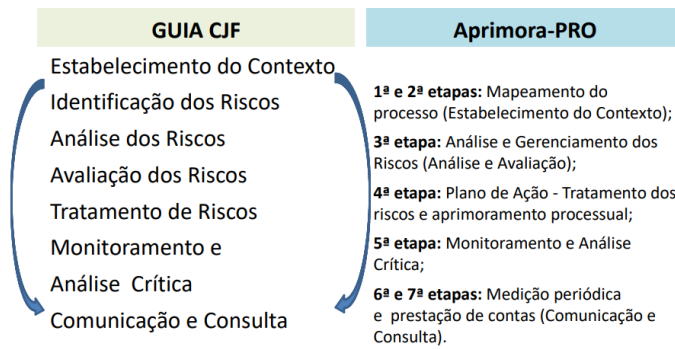 GUIA CJF
Estabelecimento do Contexto
Identificação dos Riscos
Análise dos Riscos
Avaliação dos Riscos
Tratamento de Riscos
Monitoramento e
Análise Crítica
Comunicação e Consulta
Aprimora-PRO
1ª e 2ª etapas: Mapeamento do
processo (Estabelecimento do Contexto);
3ª etapa: Análise e Gerenciamento dos
Riscos (Análise e Avaliação);
4ª etapa: Plano de Ação - Tratamento dos
riscos e aprimoramento processual;
5ª etapa: Monitoramento e Análise
Crítica;
6ª e 7ª etapas: Medição periódica
e prestação de contas (Comunicação e
Consulta).